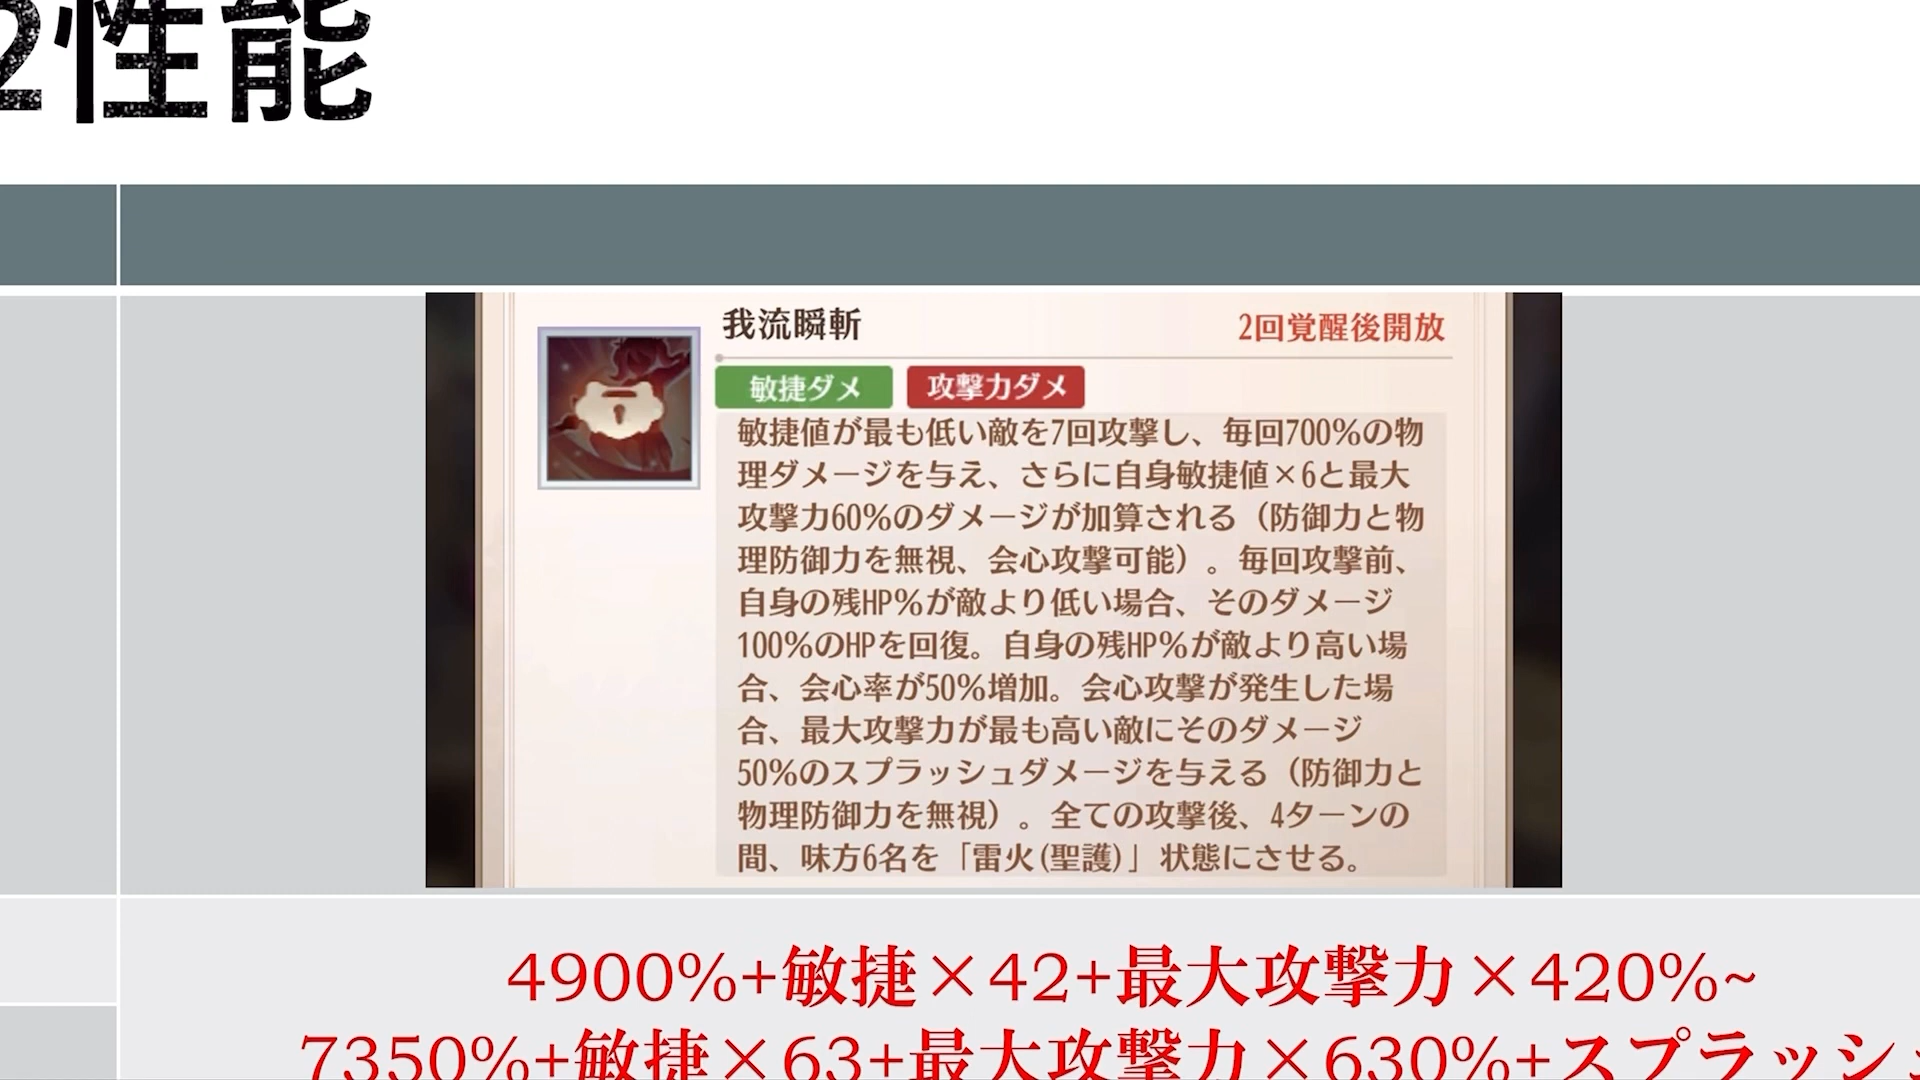 2性能
我流瞬斬
2回覚醒後開放
敏捷ダメ
攻撃力ダメ
敏捷値が最も低い敵を7回攻撃し、毎回700%の物
理ダメージを与え、さらに自身敏捷値×6と最大
攻撃力60%のダメージが加算される（防御力と物
理防御力を無視、会心攻撃可能）。毎回攻撃前、
自身の残HP%が敵より低い場合、そのダメージ
100%のHPを回復。自身の残HP%が敵より高い場
合、会心率が50%増加。会心攻撃が発生した場
合、最大攻撃力が最も高い敵にそのダメージ
50%のスプラッシュダメージを与える（防御力と
物理防御力を無視）。全ての攻撃後、4ターンの
間、味方6名を「雷火(聖護)」状態にさせる。
4900%+敏捷×42+最大攻撃力×420%~
7350%+敏捷×63+最大攻撃力×630%+スプラッシュ